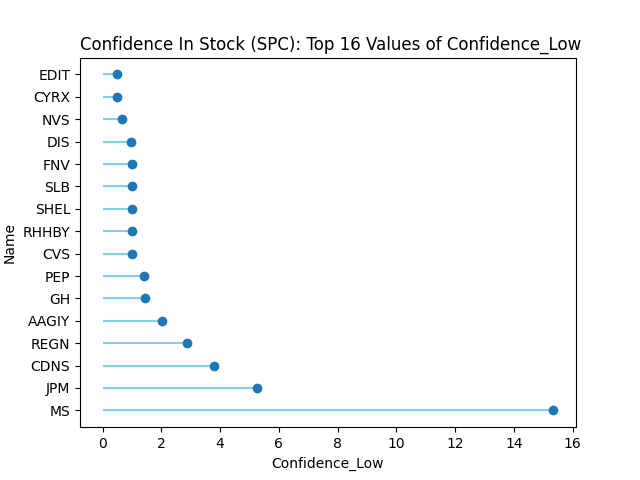 Confidence In Stock (SPC): Top 16 Values of Confidence_Low
EDIT
CYRX
NVS
DIS
FNV
SLB
SHEL
RHHBY
CVS
PEP
GH
AAGIY
REGN
CDNS
JPM
MS
Name
0 2 4 6 8 10 12 14 16
Confidence_Low